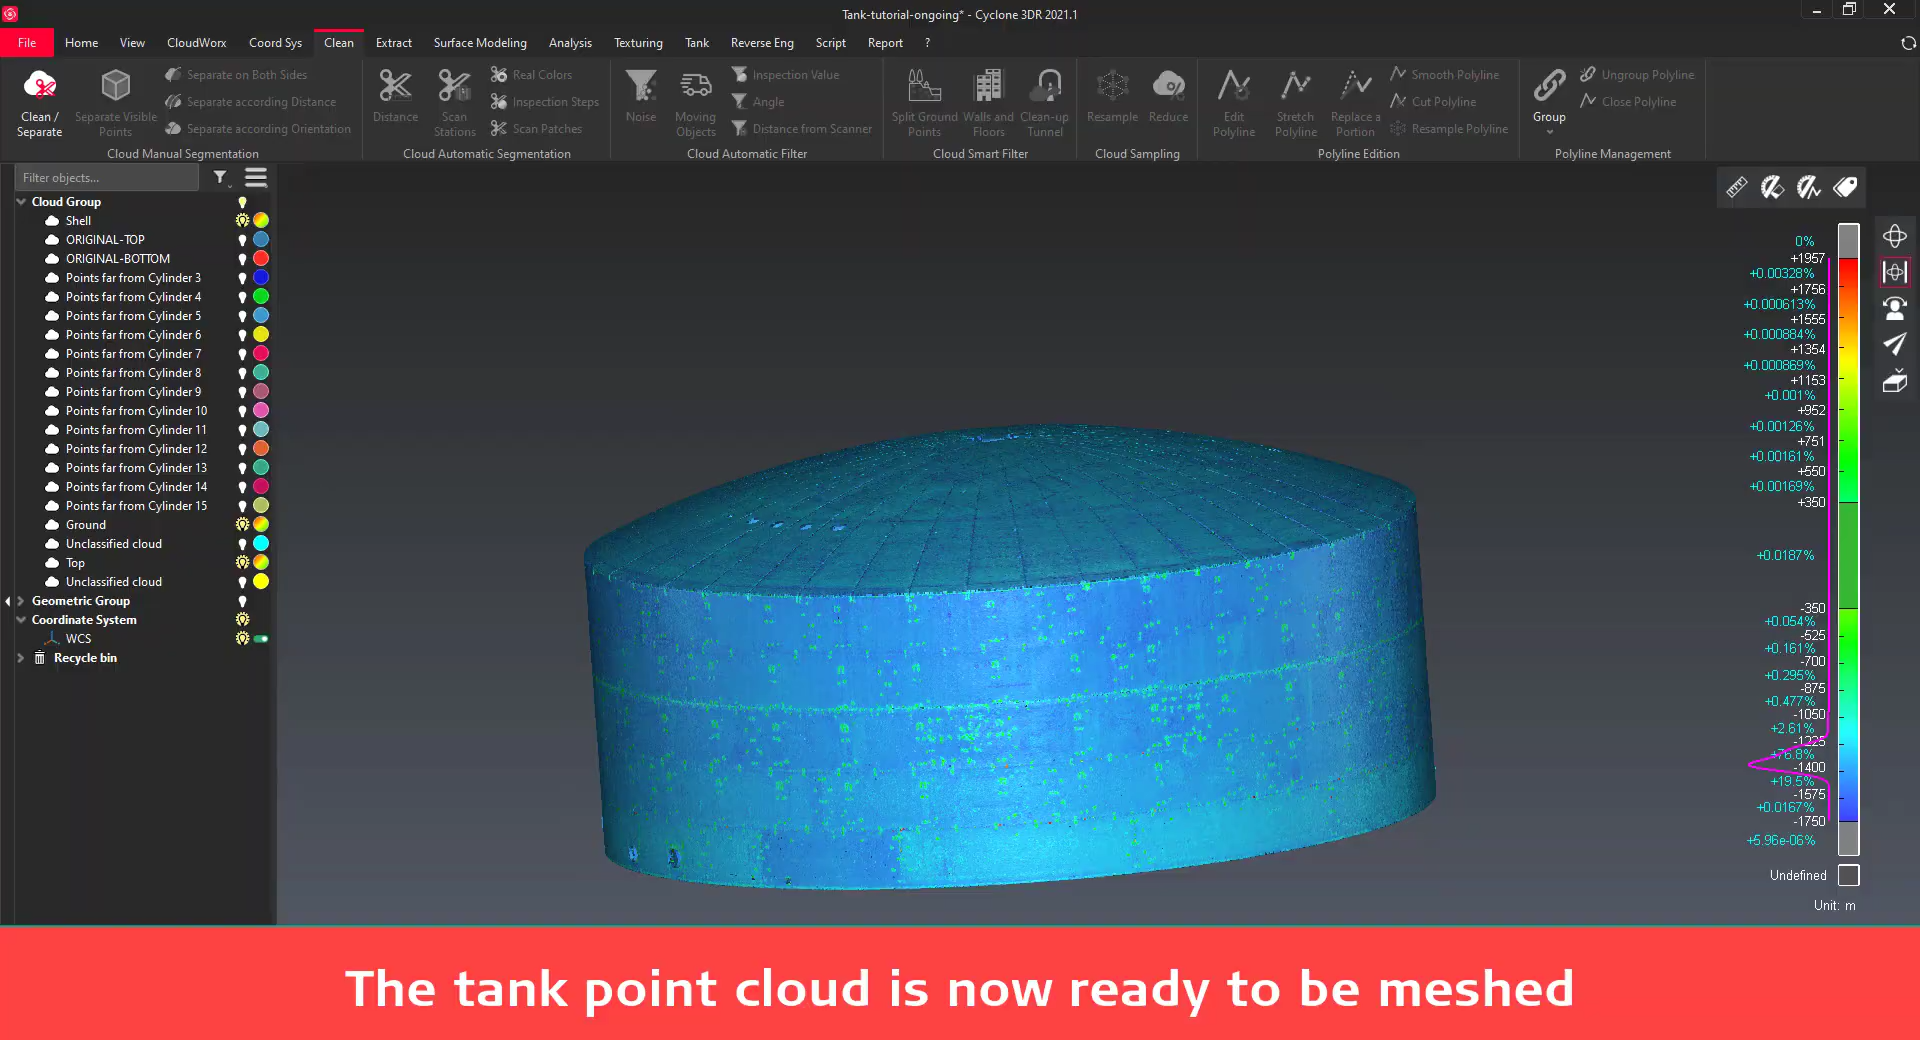 Tank-tutorial-ongoing* - Cyclone 3DR 2021.1
File Home View CloudWorx Coord Sys Clean Extract Surface Modeling Analysis Texturing Tank Reverse Eng Script Report ?
Clean / Separate
Separate Visible Points
Separate on Both Sides
Separate according Distance
Separate according Orientation
Cloud Manual Segmentation
Distance
Scan Stations
Real Colors
Inspection Steps
Scan Patches
Cloud Automatic Segmentation
Noise
Moving Objects
Inspection Value
Angle
Distance from Scanner
Cloud Automatic Filter
Split Ground Points
Walls and Floors
Clean-up Tunnel
Cloud Smart Filter
Resample
Reduce
Cloud Sampling
Edit Polyline
Stretch Polyline
Replace a Portion
Smooth Polyline
Cut Polyline
Resample Polyline
Polyline Edition
Group
Ungroup Polyline
Close Polyline
Polyline Management
Filter objects...
Cloud Group
Shell
ORIGINAL-TOP
ORIGINAL-BOTTOM
Points far from Cylinder 3
Points far from Cylinder 4
Points far from Cylinder 5
Points far from Cylinder 6
Points far from Cylinder 7
Points far from Cylinder 8
Points far from Cylinder 9
Points far from Cylinder 10
Points far from Cylinder 11
Points far from Cylinder 12
Points far from Cylinder 13
Points far from Cylinder 14
Points far from Cylinder 15
Ground
Unclassified cloud
Top
Unclassified cloud
Geometric Group
Coordinate System
WCS
Recycle bin
0%
+1957
+0.00328%
+1756
+0.000613%
+1555
+0.000884%
+1354
+0.000869%
+1153
+0.001%
+952
+0.00126%
+751
+0.00161%
+550
+0.00169%
+350
+0.0187%
-350
+0.054%
-525
+0.161%
-700
+0.295%
-875
+0.477%
-1050
+2.61%
-1225
+76.8%
-1400
+19.5%
-1575
+0.0167%
-1750
+5.96e-06%
Undefined
Unit: m
The tank point cloud is now ready to be meshed